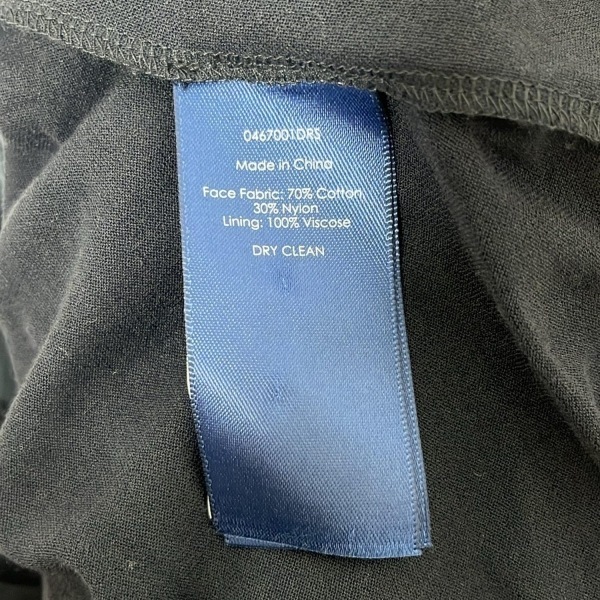 0467001DRS
Made in China
Face Fabric: 70% Cotton
30% Nylon
Lining: 100% Viscose
DRY CLEAN